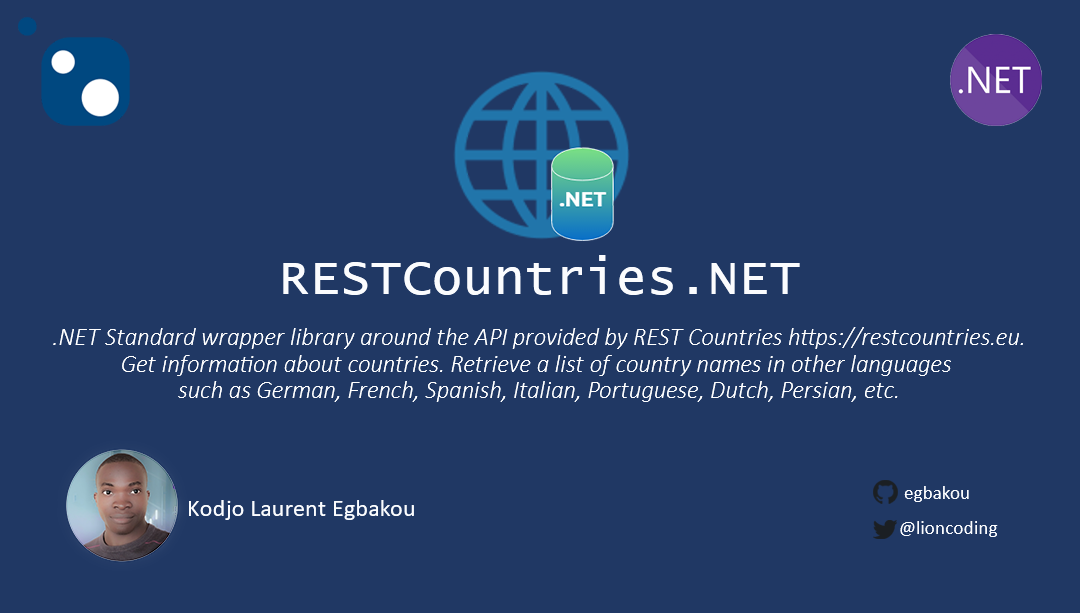 .NET
.NET
RESTCountries.NET
.NET Standard wrapper library around the API provided by REST Countries https://restcountries.eu.
Get information about countries. Retrieve a list of country names in other languages
such as German, French, Spanish, Italian, Portuguese, Dutch, Persian, etc.
Kodjo Laurent Egbakou
egbakou
@lioncoding